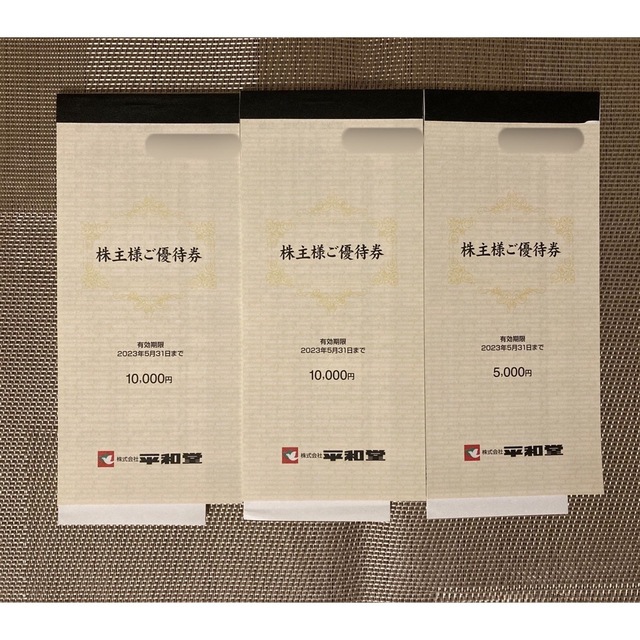 株主様ご優待券
有効期限
2023年5月31日まで
10,000円
株式会社 平和堂
株主様ご優待券
有効期限
2023年5月31日まで
10,000円
株式会社 平和堂
株主様ご優待券
有効期限
2023年5月31日まで
5,000円
株式会社 平和堂